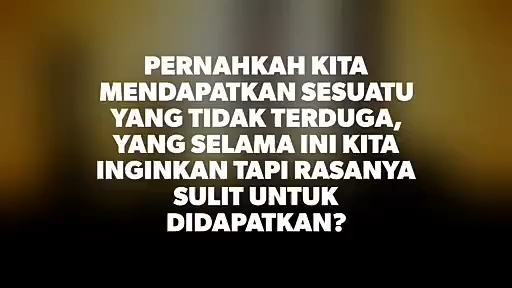 PERNAHKAH KITA
MENDAPATKAN SESUATU
YANG TIDAK TERDUGA,
YANG SELAMA INI KITA
INGINKAN TAPI RASANYA
SULIT UNTUK
DIDAPATKAN?